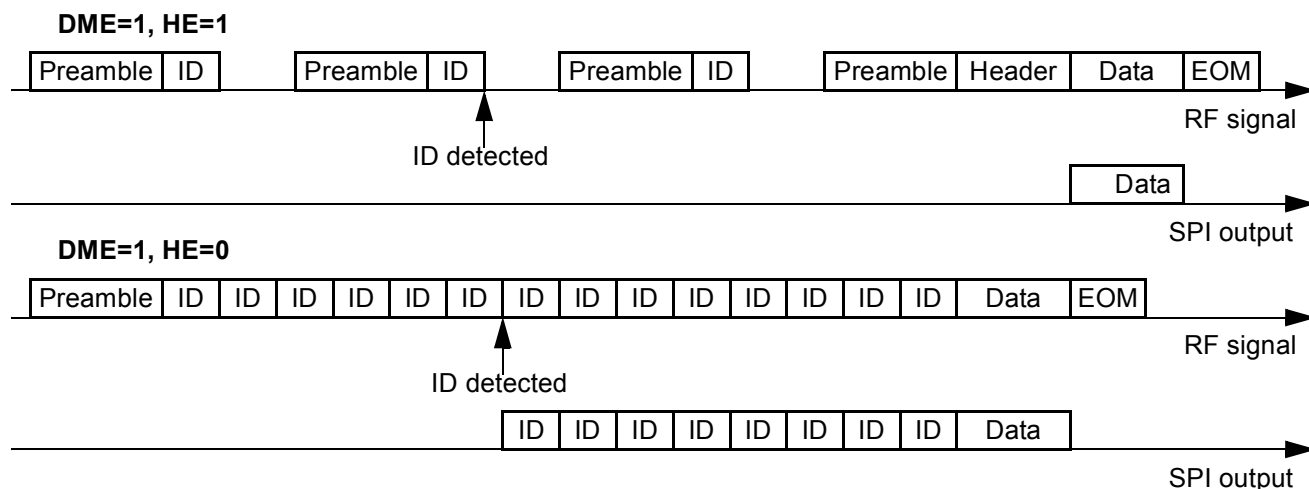 DME=1, HE=1
Preamble ID Preamble ID Preamble ID Preamble Header Data EOM
RF signal
ID detected
Data
SPI output
DME=1, HE=0
Preamble ID ID ID ID ID ID ID ID ID ID ID ID ID ID Data EOM
RF signal
ID detected
ID ID ID ID ID ID ID ID Data
SPI output